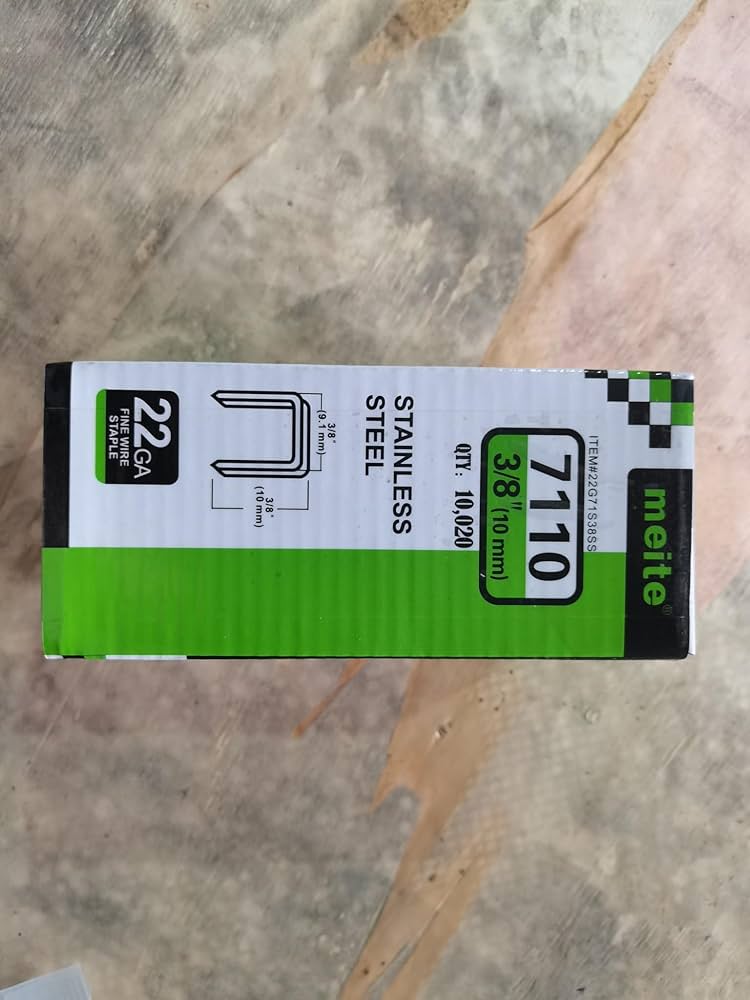 meite®
ITEM#22G71S38SS
7110
3/8" (10 mm)
QTY: 10,020
STAINLESS
STEEL
3/8"
(9.1 mm)
3/8"
(10 mm)
22GA
FINE WIRE
STAPLE